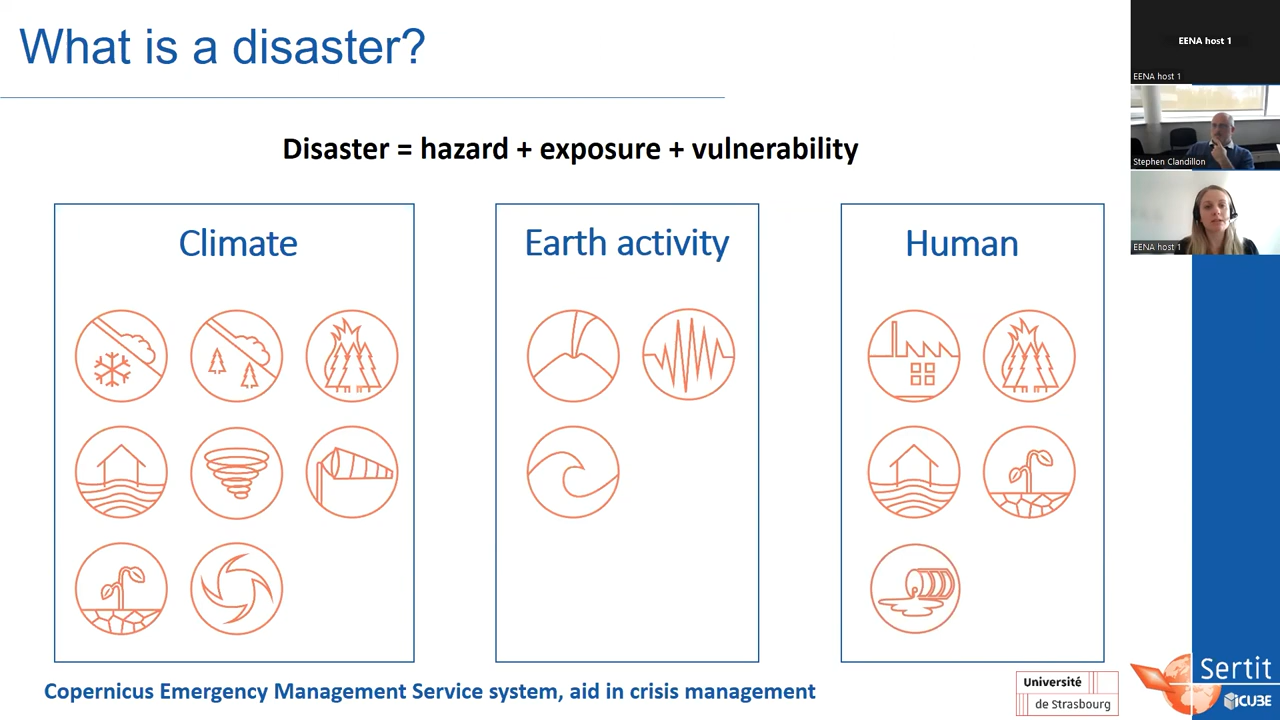 What is a disaster?
Disaster = hazard + exposure + vulnerability
Climate
Earth activity
Human
Copernicus Emergency Management Service system, aid in crisis management
Université
de Strasbourg
Sertit
iCUBE
EENA host 1
EENA host 1
Stephen Clandillon
EENA host 1